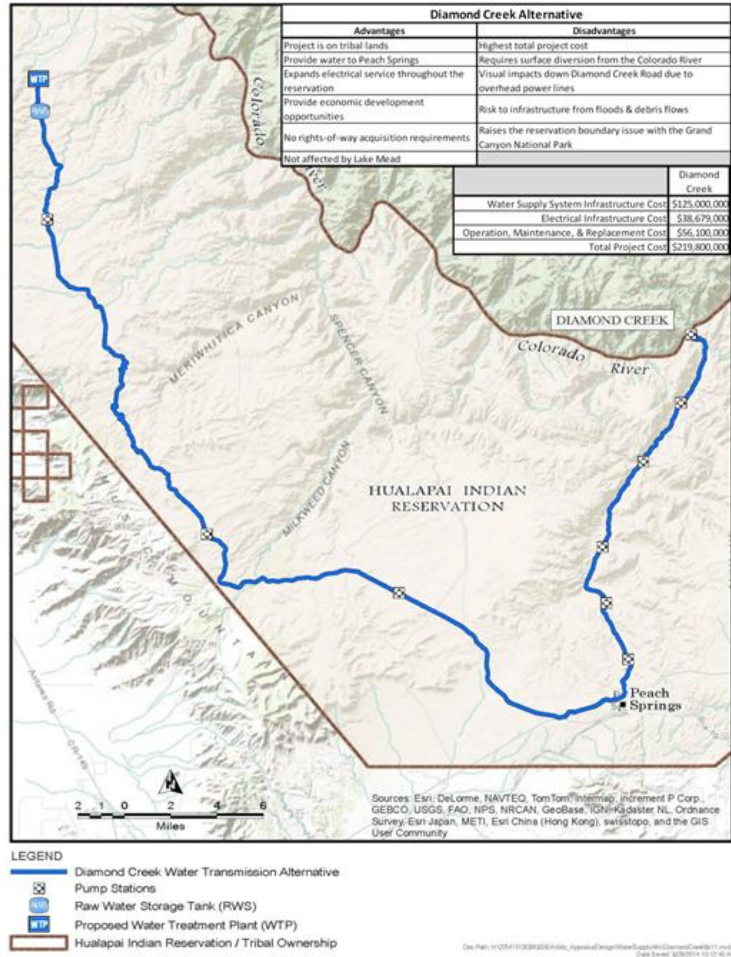 Diamond Creek Alternative
Advantages
Disadvantages
Project is on tribal lands
Highest total project cost
Provide water to Peach Springs
Requires surface diversion from the Colorado River
Expands electrical service throughout the
reservation
Visual impacts down Diamond Creek Road due to
overhead power lines
Provide economic development
opportunities
Risk to infrastructure from floods & debris flows
No rights-of-way acquisition requirements
Raises the reservation boundary issue with the Grand
Canyon National Park
Not affected by Lake Mead
Diamond
Creek
Water Supply System Infrastructure Cost $125,000,000
Electrical Infrastructure Cost $38,679,000
Operation, Maintenance, & Replacement Cost $56,100,000
Total Project Cost $219,800,000
WTP
RWS
Colorado
River
DIAMOND CREEK
Colorado
River
MERIWHITICA CANYON
SPENCER CANYON
MILKWEED CANYON
HUALAPAI INDIAN
RESERVATION
Peach
Springs
Antares Rd
CR-149
2 1 0 2 4 6
Miles
Sources: Esri, DeLorme, NAVTEQ, TomTom, Intermap, increment P Corp.,
GEBCO, USGS, FAO, NPS, NRCAN, GeoBase, IGN, Kadaster NL, Ordnance
Survey, Esri Japan, METI, Esri China (Hong Kong), swisstopo, and the GIS
User Community
LEGEND
Diamond Creek Water Transmission Alternative
Pump Stations
Raw Water Storage Tank (RWS)
WTP
Proposed Water Treatment Plant (WTP)
Hualapai Indian Reservation / Tribal Ownership